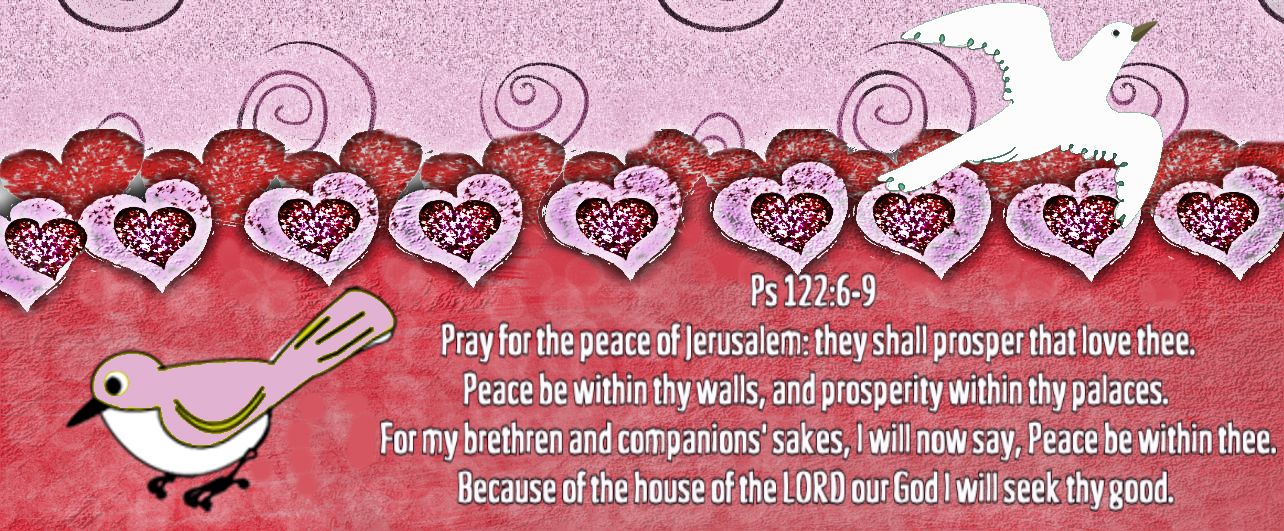 Ps 122:6-9
Pray for the peace of Jerusalem: they shall prosper that love thee.
Peace be within thy walls, and prosperity within thy palaces.
For my brethren and companions' sakes, I will now say, Peace be within thee.
Because of the house of the LORD our God I will seek thy good.